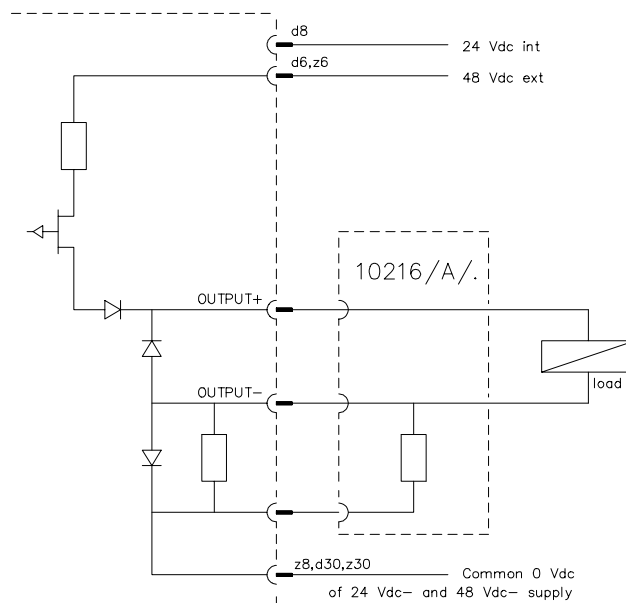 d8
24 Vdc int
d6,z6
48 Vdc ext
10216/A/.
OUTPUT+
load
OUTPUT−
z8,d30,z30
Common 0 Vdc
of 24 Vdc− and 48 Vdc− supply